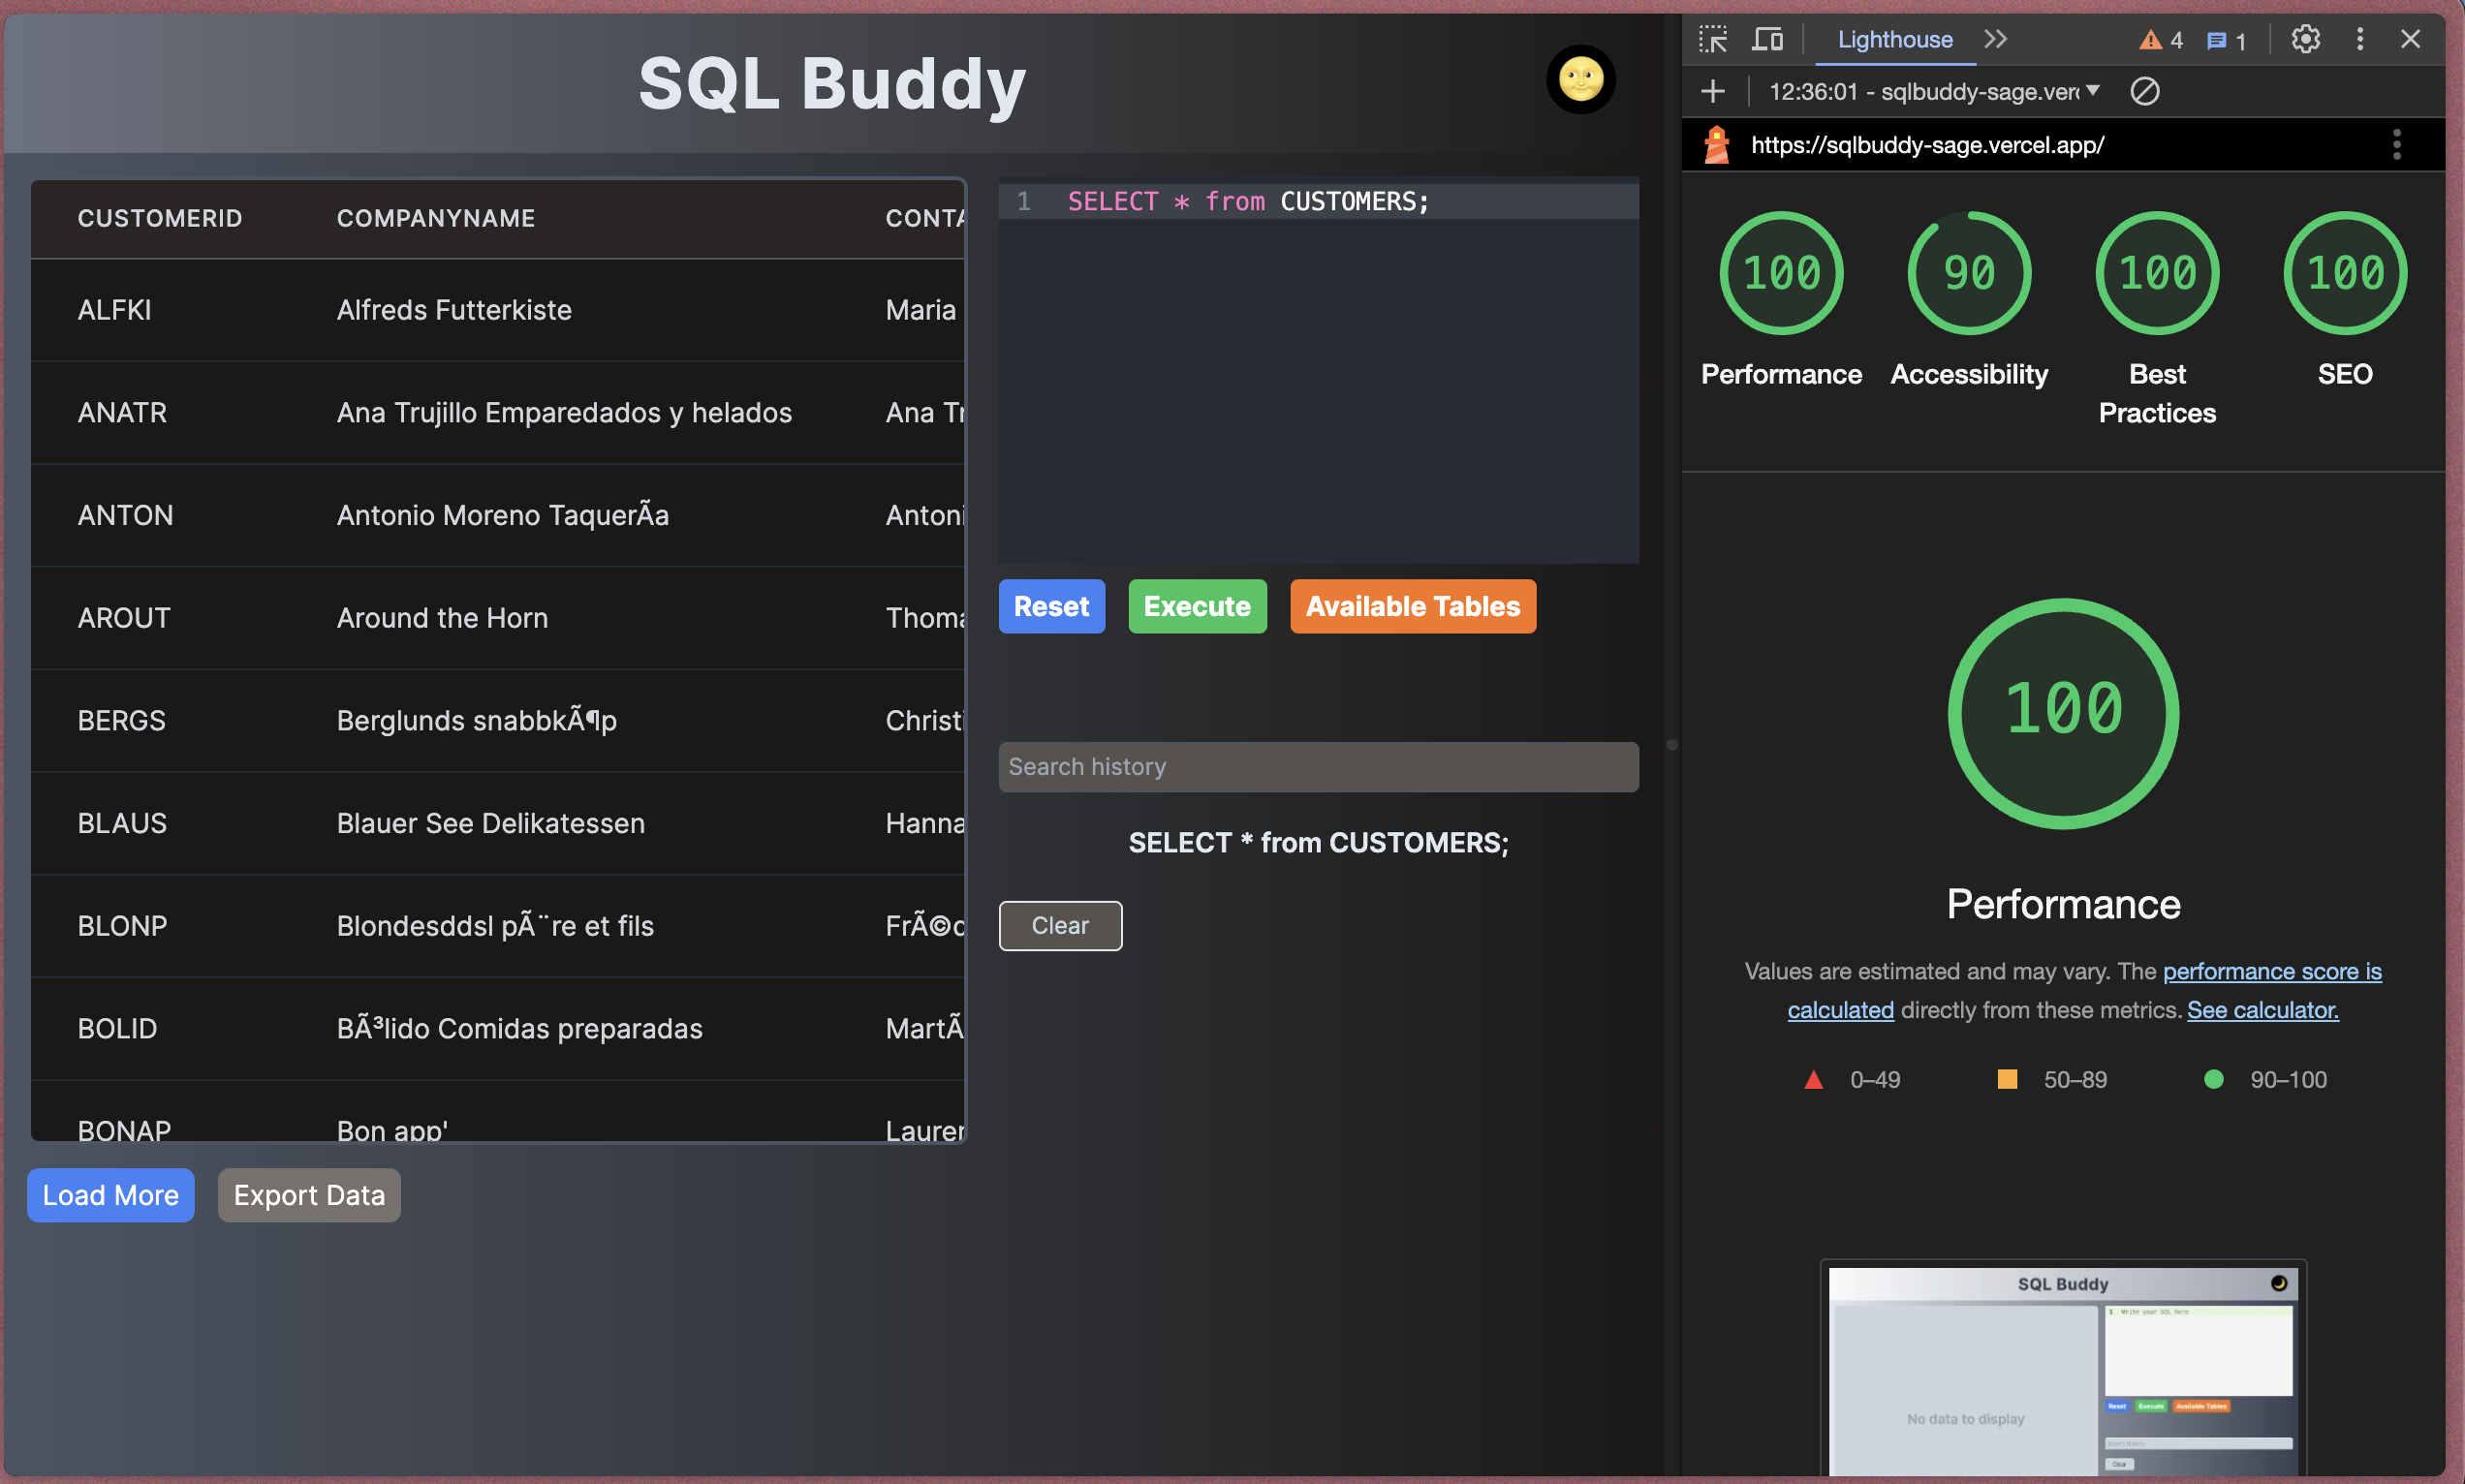 SQL Buddy
CUSTOMERID COMPANYNAME CONTA
ALFKI Alfreds Futterkiste Maria
ANATR Ana Trujillo Emparedados y helados Ana Tr
ANTON Antonio Moreno TaquerÃa Antoni
AROUT Around the Horn Thoma
BERGS Berglunds snabbkÃ¶p Christi
BLAUS Blauer See Delikatessen Hanna
BLONP Blondesddsl pÃ¨re et fils FrÃ©d
BOLID BÃ³lido Comidas preparadas MartÃ
BONAP Bon app' Lauren
Load More Export Data
1 SELECT * from CUSTOMERS;
Reset Execute Available Tables
Search history
SELECT * from CUSTOMERS;
Clear
Lighthouse 4 1
12:36:01 - sqlbuddy-sage.verc
https://sqlbuddy-sage.vercel.app/
100 90 100 100
Performance Accessibility Best SEO
Practices
100
Performance
Values are estimated and may vary. The performance score is
calculated directly from these metrics. See calculator.
0–49 50–89 90–100
SQL Buddy
1 Write your SQL here
Reset Execute Available Tables
No data to display
Search history
Clear